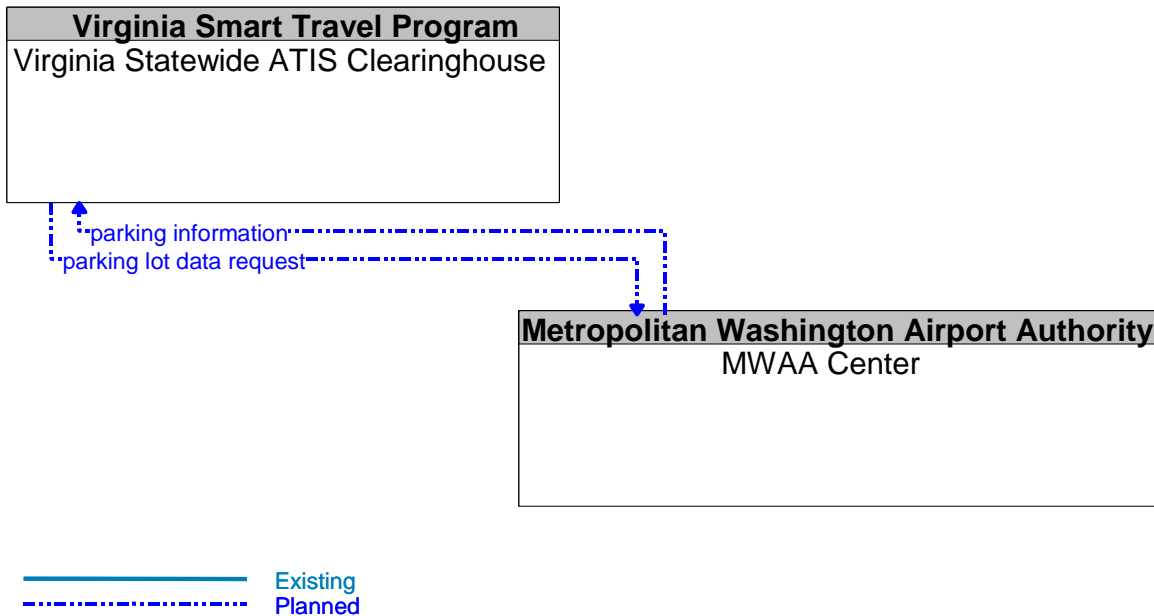 Virginia Smart Travel Program
Virginia Statewide ATIS Clearinghouse
parking information
parking lot data request
Metropolitan Washington Airport Authority
MWAA Center
Existing
Planned